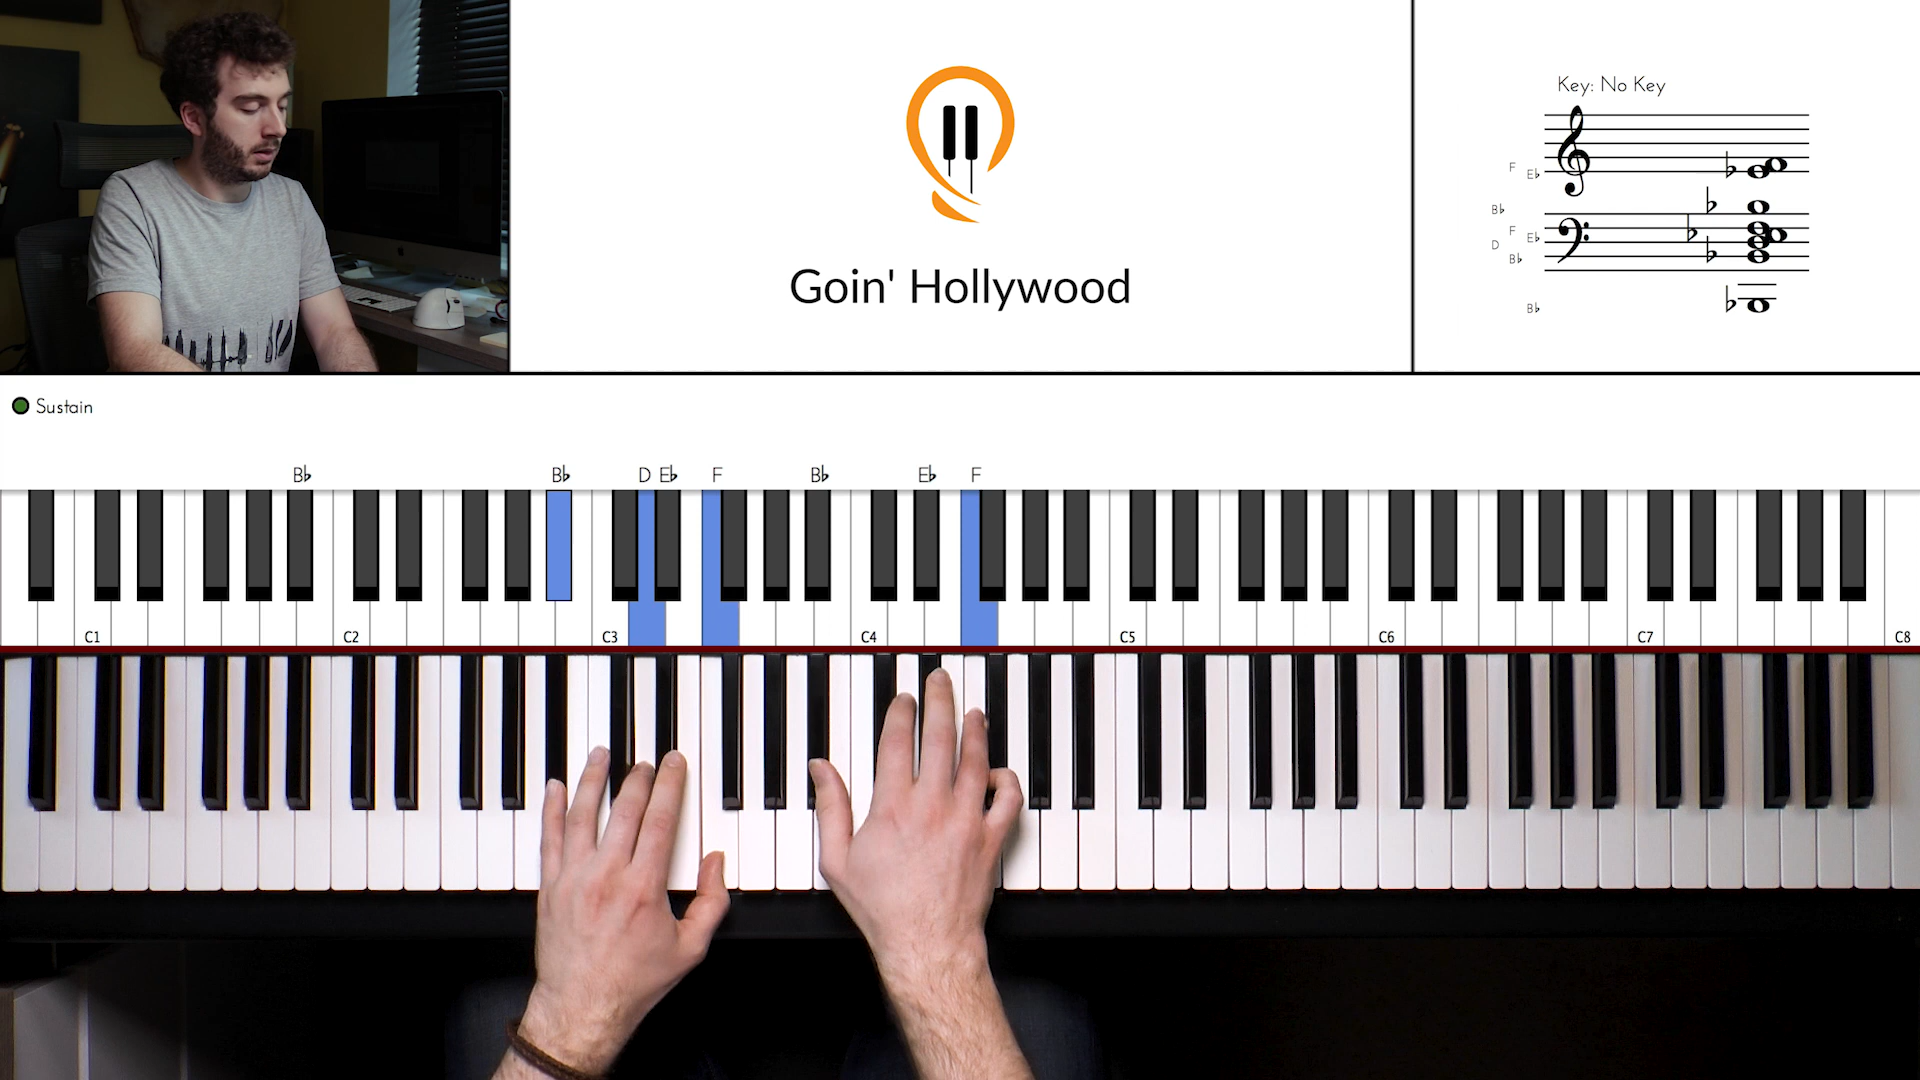 Goin' Hollywood
Key: No Key
F
E♭
B♭
F
E♭
D
B♭
B♭
Sustain
B♭ B♭ D E♭ F B♭ E♭ F
C1 C2 C3 C4 C5 C6 C7 C8